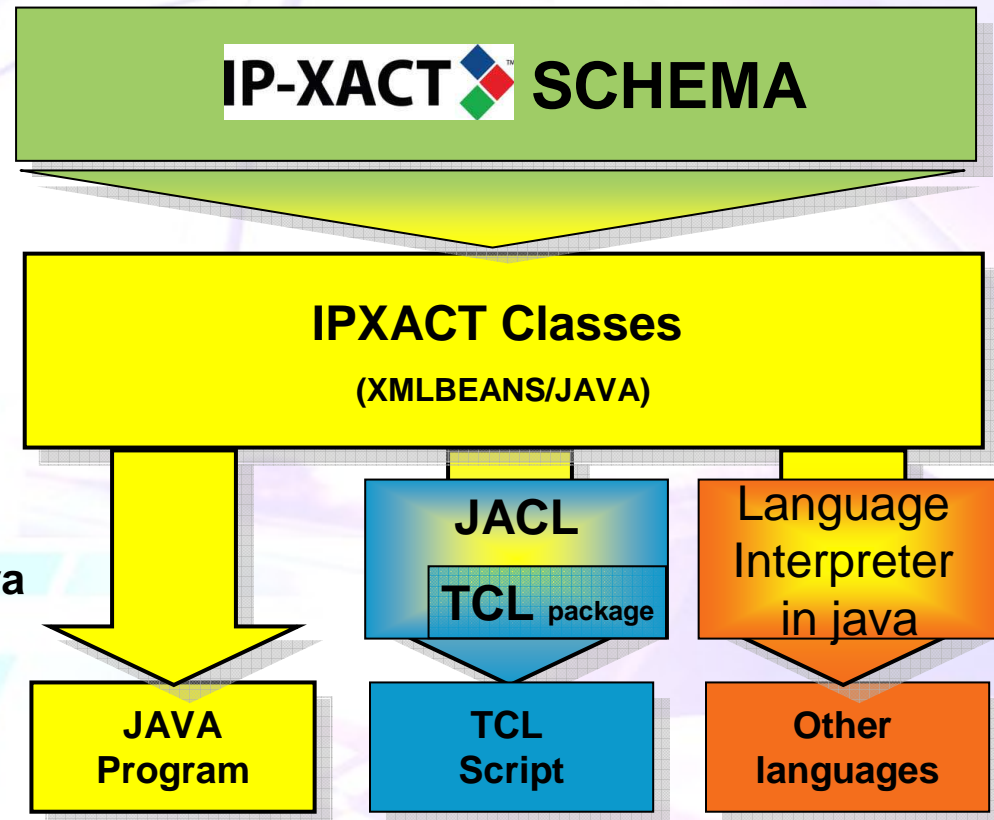 IP-XACT™ SCHEMA
IPXACT Classes
(XMLBEANS/JAVA)
JACL
TCL package
Language
Interpreter
in java
JAVA
Program
TCL
Script
Other
languages